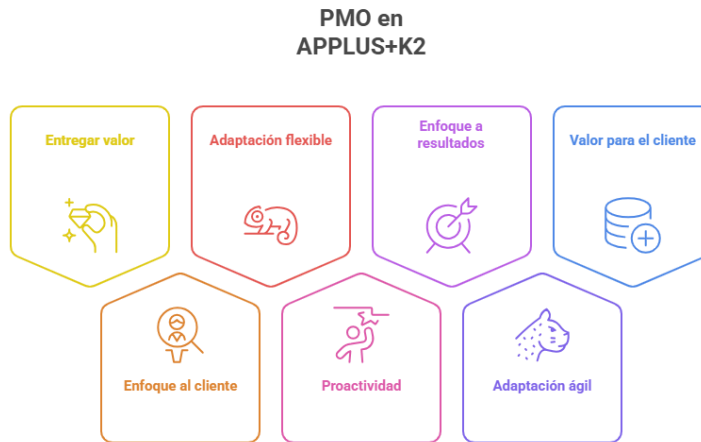 PMO en
APPLUS+K2
Entregar valor
Adaptación flexible
Enfoque a
resultados
Valor para el cliente
Enfoque al cliente
Proactividad
Adaptación ágil